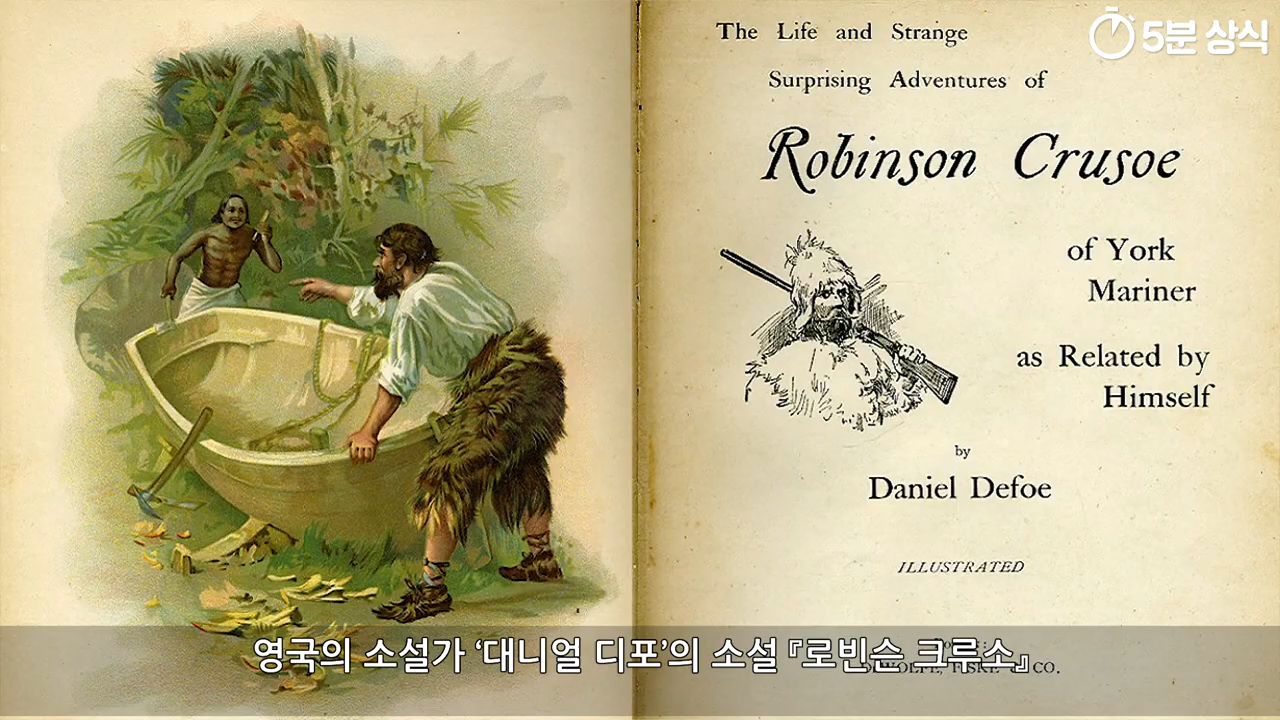 5분 상식
The Life and Strange
Surprising Adventures of
Robinson Crusoe
of York
Mariner
as Related by
Himself
by
Daniel Defoe
ILLUSTRATED
영국의 소설가 ‘대니얼 디포’의 소설 『로빈슨 크루소』
CO.